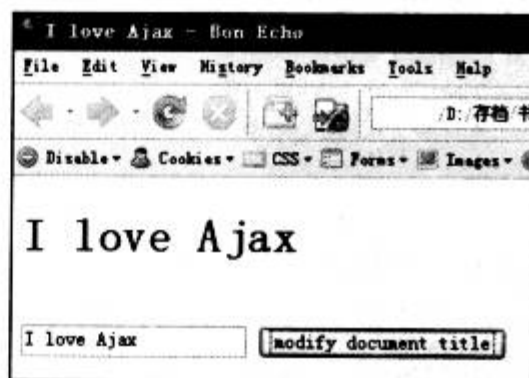 I love Ajax - Bon Echo
File Edit View History Bookmarks Tools Help
/D:/存档/卡
Disable Cookies CSS Forms Images
I love Ajax
I love Ajax modify document title